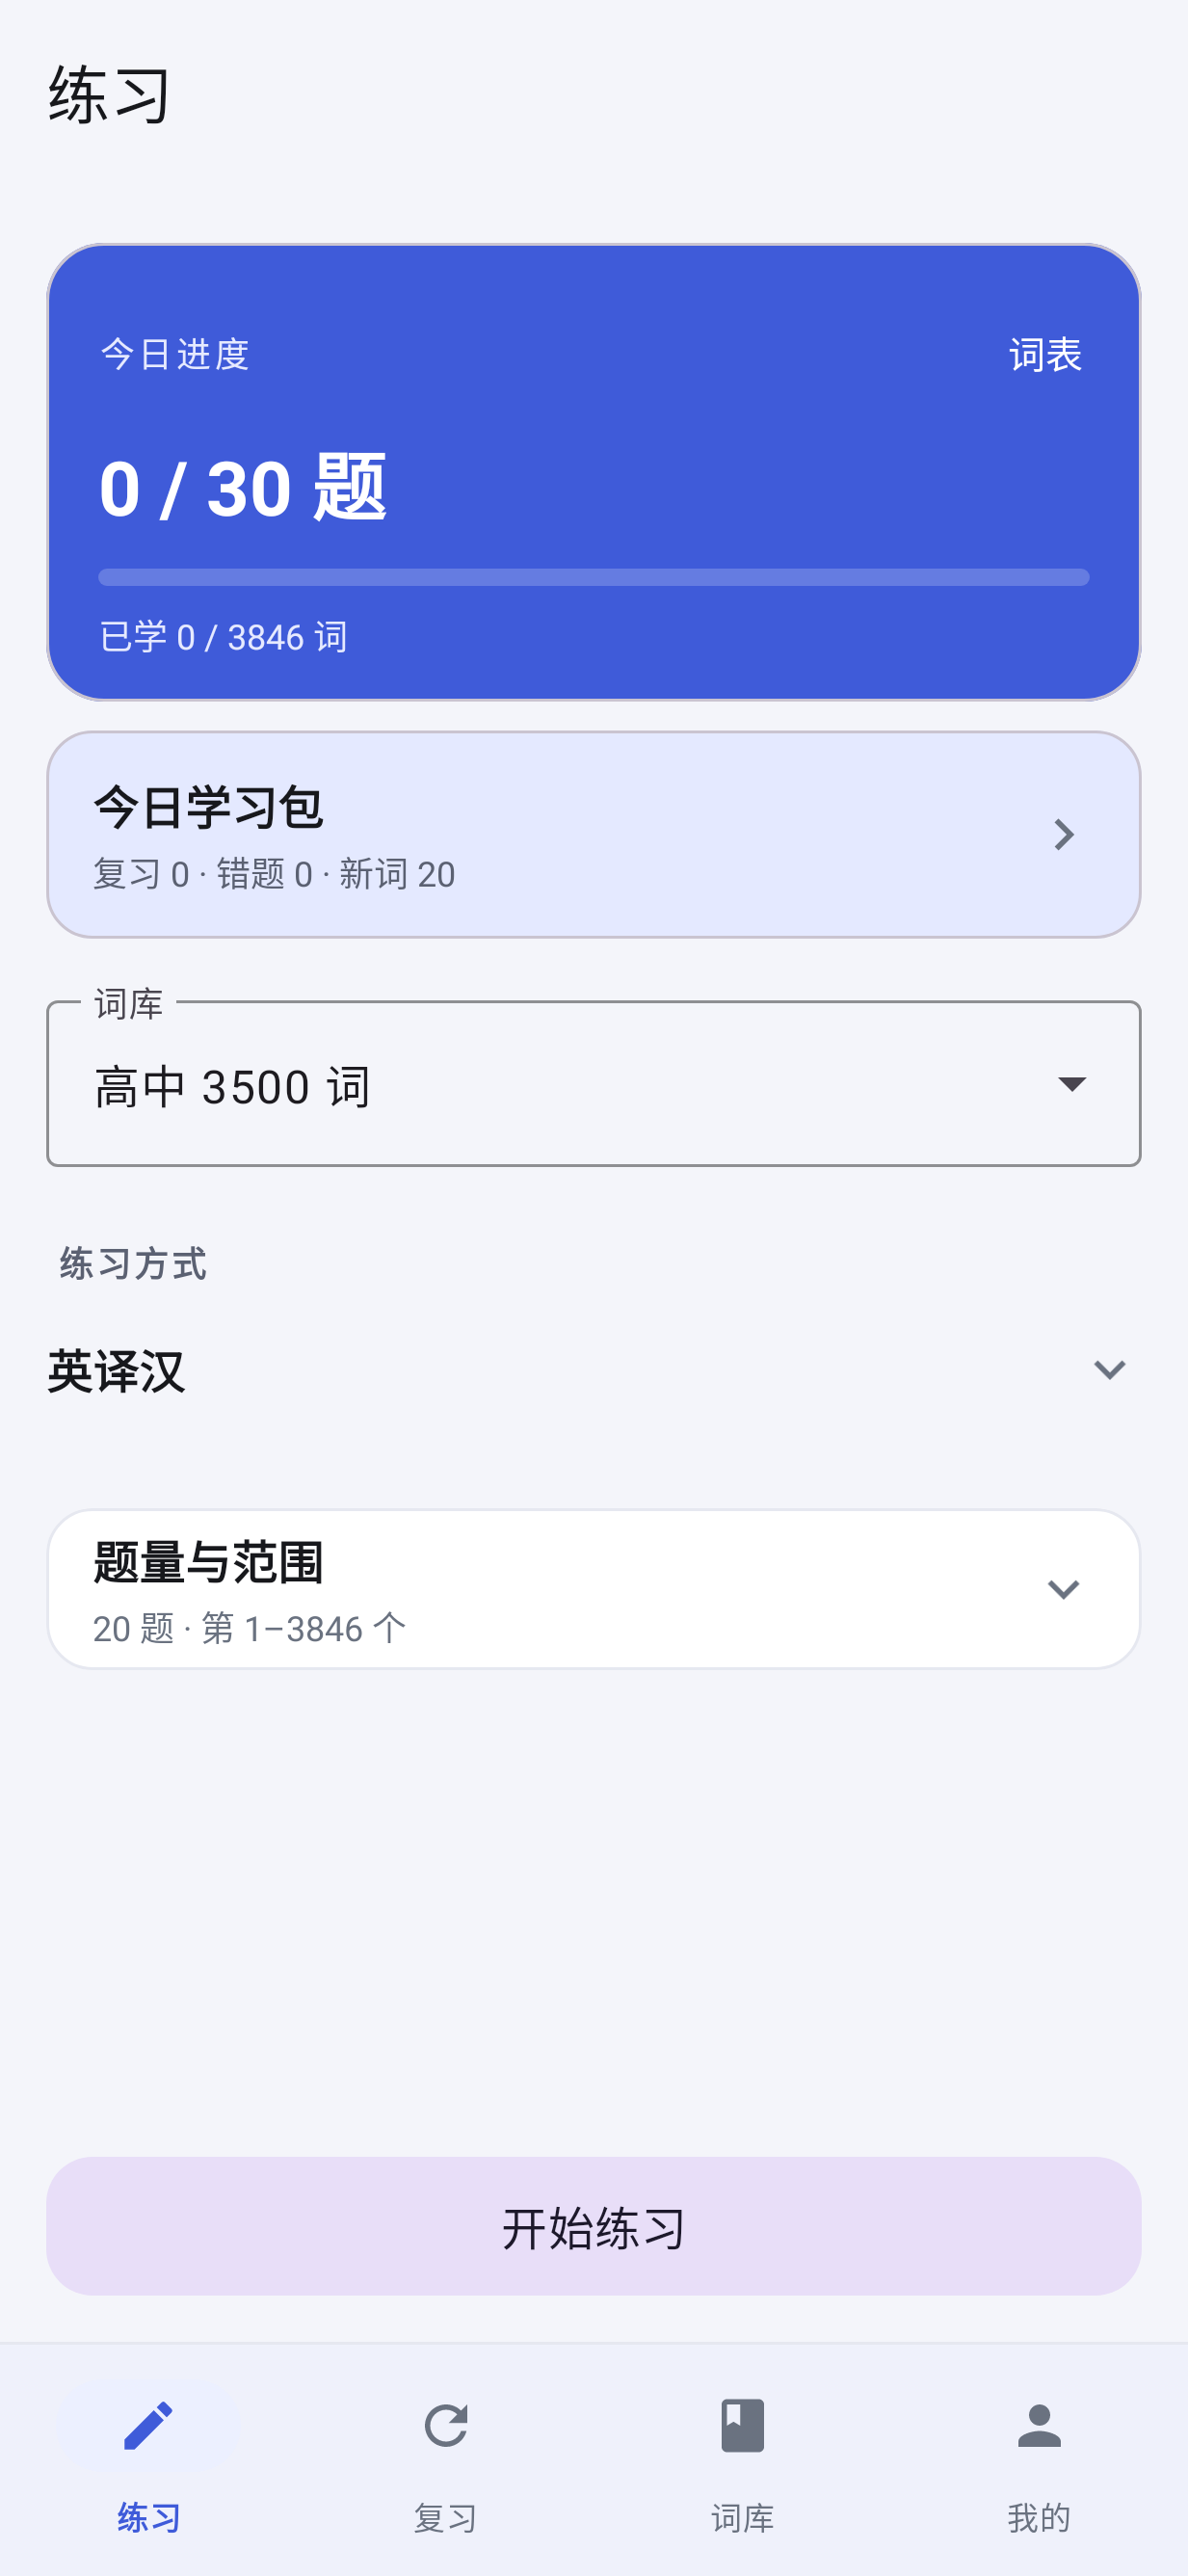 练习
今日进度
词表
0 / 30 题
已学 0 / 3846 词
今日学习包
复习 0 · 错题 0 · 新词 20
词库
高中 3500 词
练习方式
英译汉
题量与范围
20 题 · 第 1–3846 个
开始练习
练习
复习
词库
我的